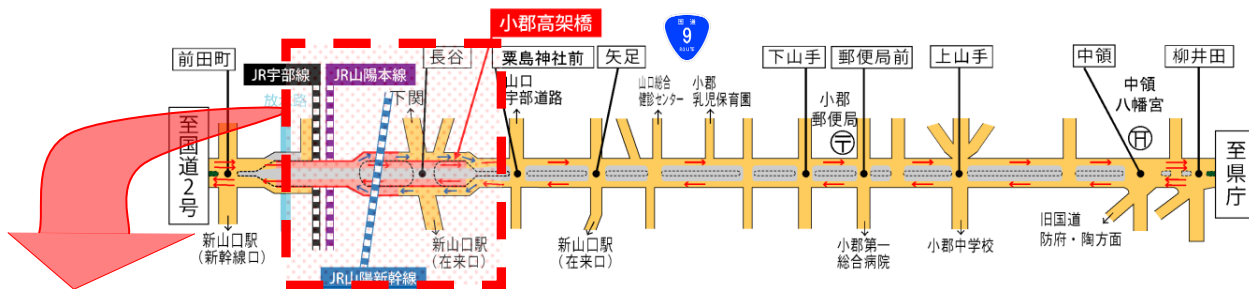 小郡高架橋
国道
9
ROUTE
前田町
JR宇部線
JR山陽本線
長谷
粟島神社前
矢足
下山手
郵便局前
上山手
中領
柳井田
放水路
下関
山口
宇部道路
山口総合
健診センター
小郡
乳児保育園
小郡
郵便局
中領
八幡宮
至国道2号
至県庁
新山口駅
(新幹線口)
JR山陽新幹線
新山口駅
(在来口)
新山口駅
(在来口)
小郡第一
総合病院
小郡中学校
旧国道
防府・陶方面